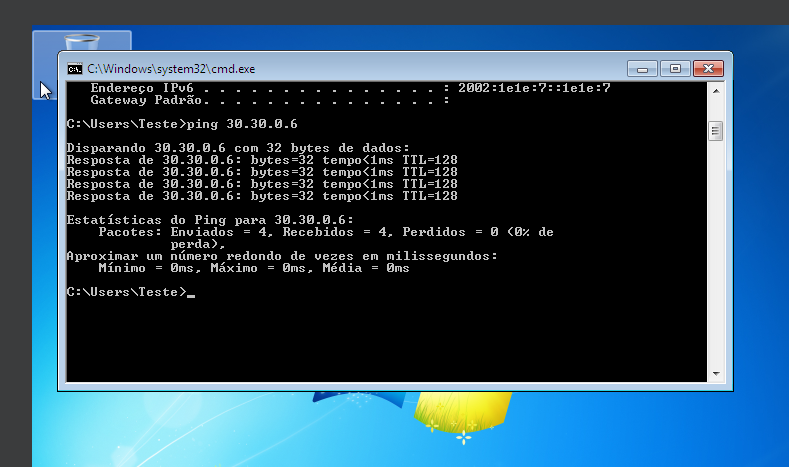 C:\Windows\system32\cmd.exe
Endereço IPv6 . . . . . . . . . . . . . . . : 2002:1e1e:7::1e1e:7
Gateway Padrão. . . . . . . . . . . . . . . :
C:\Users\Teste>ping 30.30.0.6
Disparando 30.30.0.6 com 32 bytes de dados:
Resposta de 30.30.0.6: bytes=32 tempo<1ms TTL=128
Resposta de 30.30.0.6: bytes=32 tempo<1ms TTL=128
Resposta de 30.30.0.6: bytes=32 tempo<1ms TTL=128
Resposta de 30.30.0.6: bytes=32 tempo<1ms TTL=128
Estatísticas do Ping para 30.30.0.6:
Pacotes: Enviados = 4, Recebidos = 4, Perdidos = 0 (0% de
perda),
Aproximar um número redondo de vezes em milissegundos:
Mínimo = 0ms, Máximo = 0ms, Média = 0ms
C:\Users\Teste>_